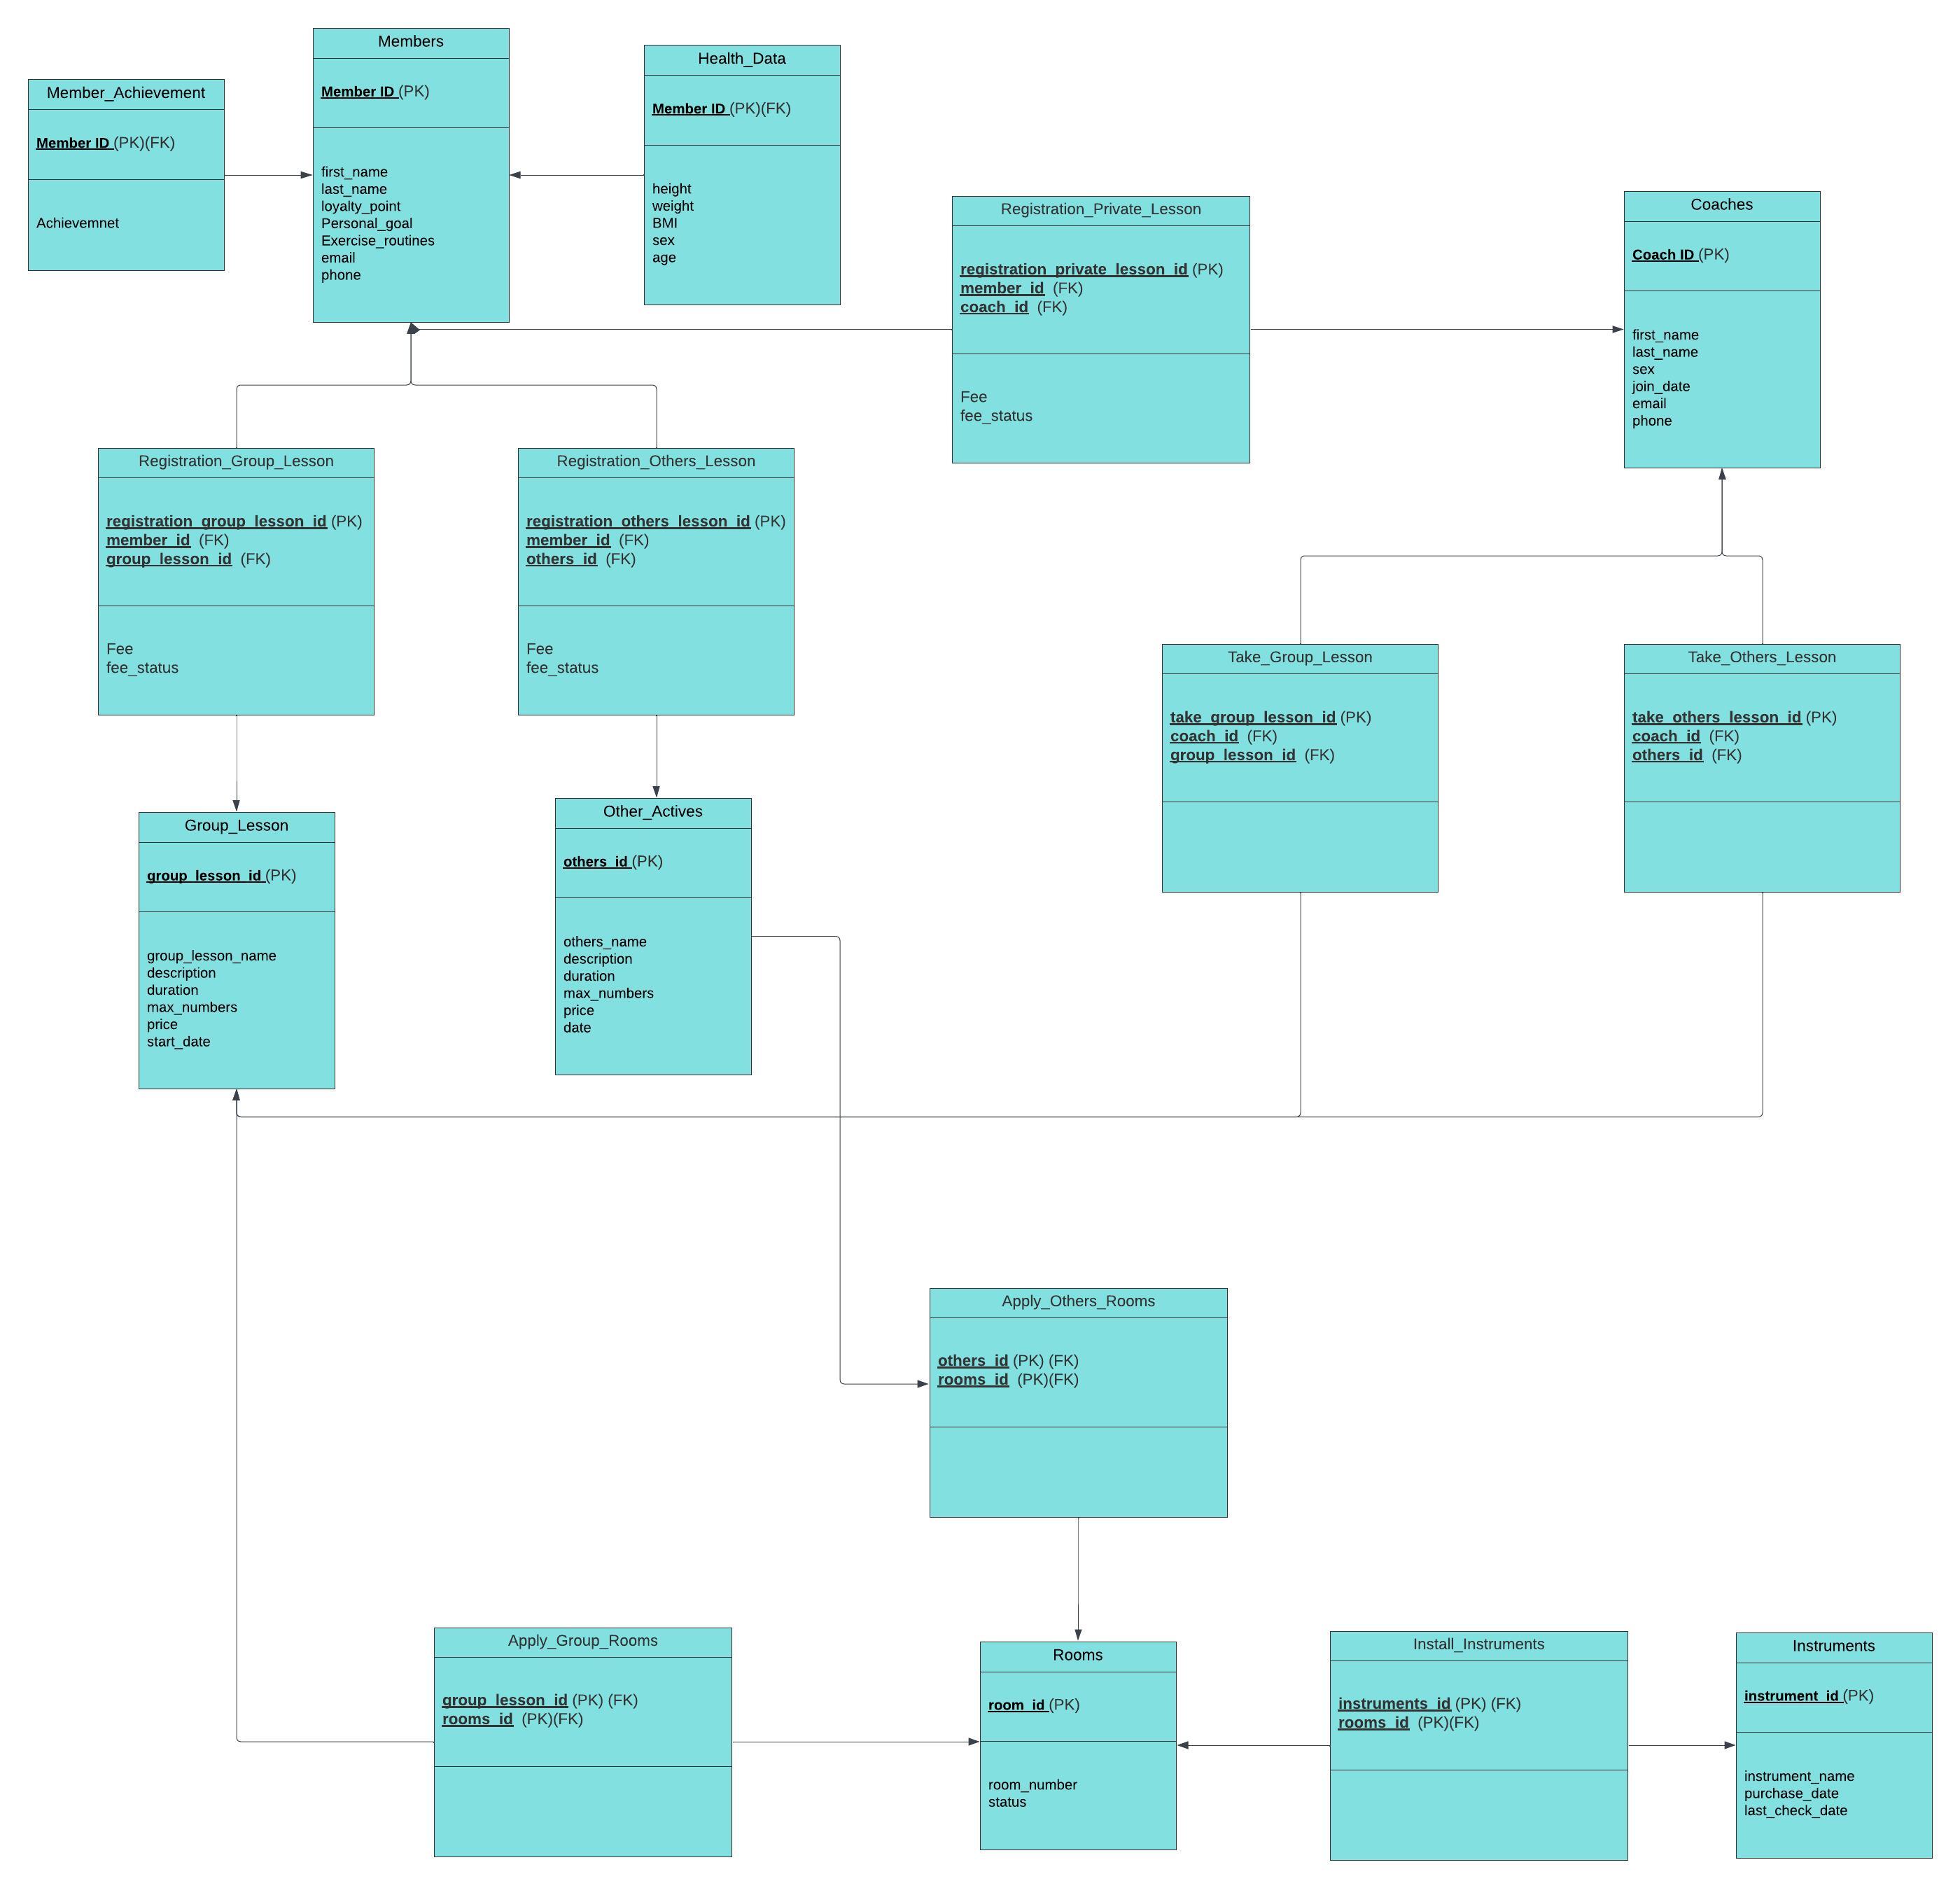 Members
Member ID (PK)
first_name
last_name
loyalty_point
Personal_goal
Exercise_routines
email
phone
Health_Data
Member ID (PK)(FK)
height
weight
BMI
sex
age
Member_Achievement
Member ID (PK)(FK)
Achievemnet
Registration_Private_Lesson
registration_private_lesson_id (PK)
member_id (FK)
coach_id (FK)
Fee
fee_status
Coaches
Coach ID (PK)
first_name
last_name
sex
join_date
email
phone
Registration_Group_Lesson
registration_group_lesson_id (PK)
member_id (FK)
group_lesson_id (FK)
Fee
fee_status
Registration_Others_Lesson
registration_others_lesson_id (PK)
member_id (FK)
others_id (FK)
Fee
fee_status
Take_Group_Lesson
take_group_lesson_id (PK)
coach_id (FK)
group_lesson_id (FK)
Take_Others_Lesson
take_others_lesson_id (PK)
coach_id (FK)
others_id (FK)
Group_Lesson
group_lesson_id (PK)
group_lesson_name
description
duration
max_numbers
price
start_date
Other_Actives
others_id (PK)
others_name
description
duration
max_numbers
price
date
Apply_Others_Rooms
others_id (PK) (FK)
rooms_id (PK)(FK)
Apply_Group_Rooms
group_lesson_id (PK) (FK)
rooms_id (PK)(FK)
Rooms
room_id (PK)
room_number
status
Install_Instruments
instruments_id (PK) (FK)
rooms_id (PK)(FK)
Instruments
instrument_id (PK)
instrument_name
purchase_date
last_check_date